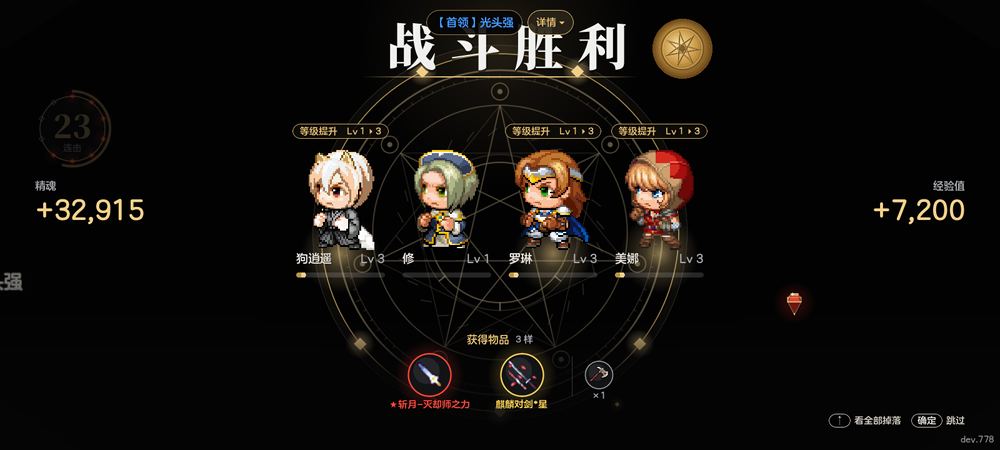 【首领】光头强
详情
战斗胜利
23
连击
精魂
+32,915
经验值
+7,200
等级提升 Lv 1 ▸ 3
等级提升 Lv 1 ▸ 3
等级提升 Lv 1 ▸ 3
狗逍遥 Lv 3
修 Lv 1
罗琳 Lv 3
美娜 Lv 3
强
获得物品 3 样
★斩月-灭却师之力
麒麟对剑*星
×1
↑ 看全部掉落 确定 跳过
dev.778